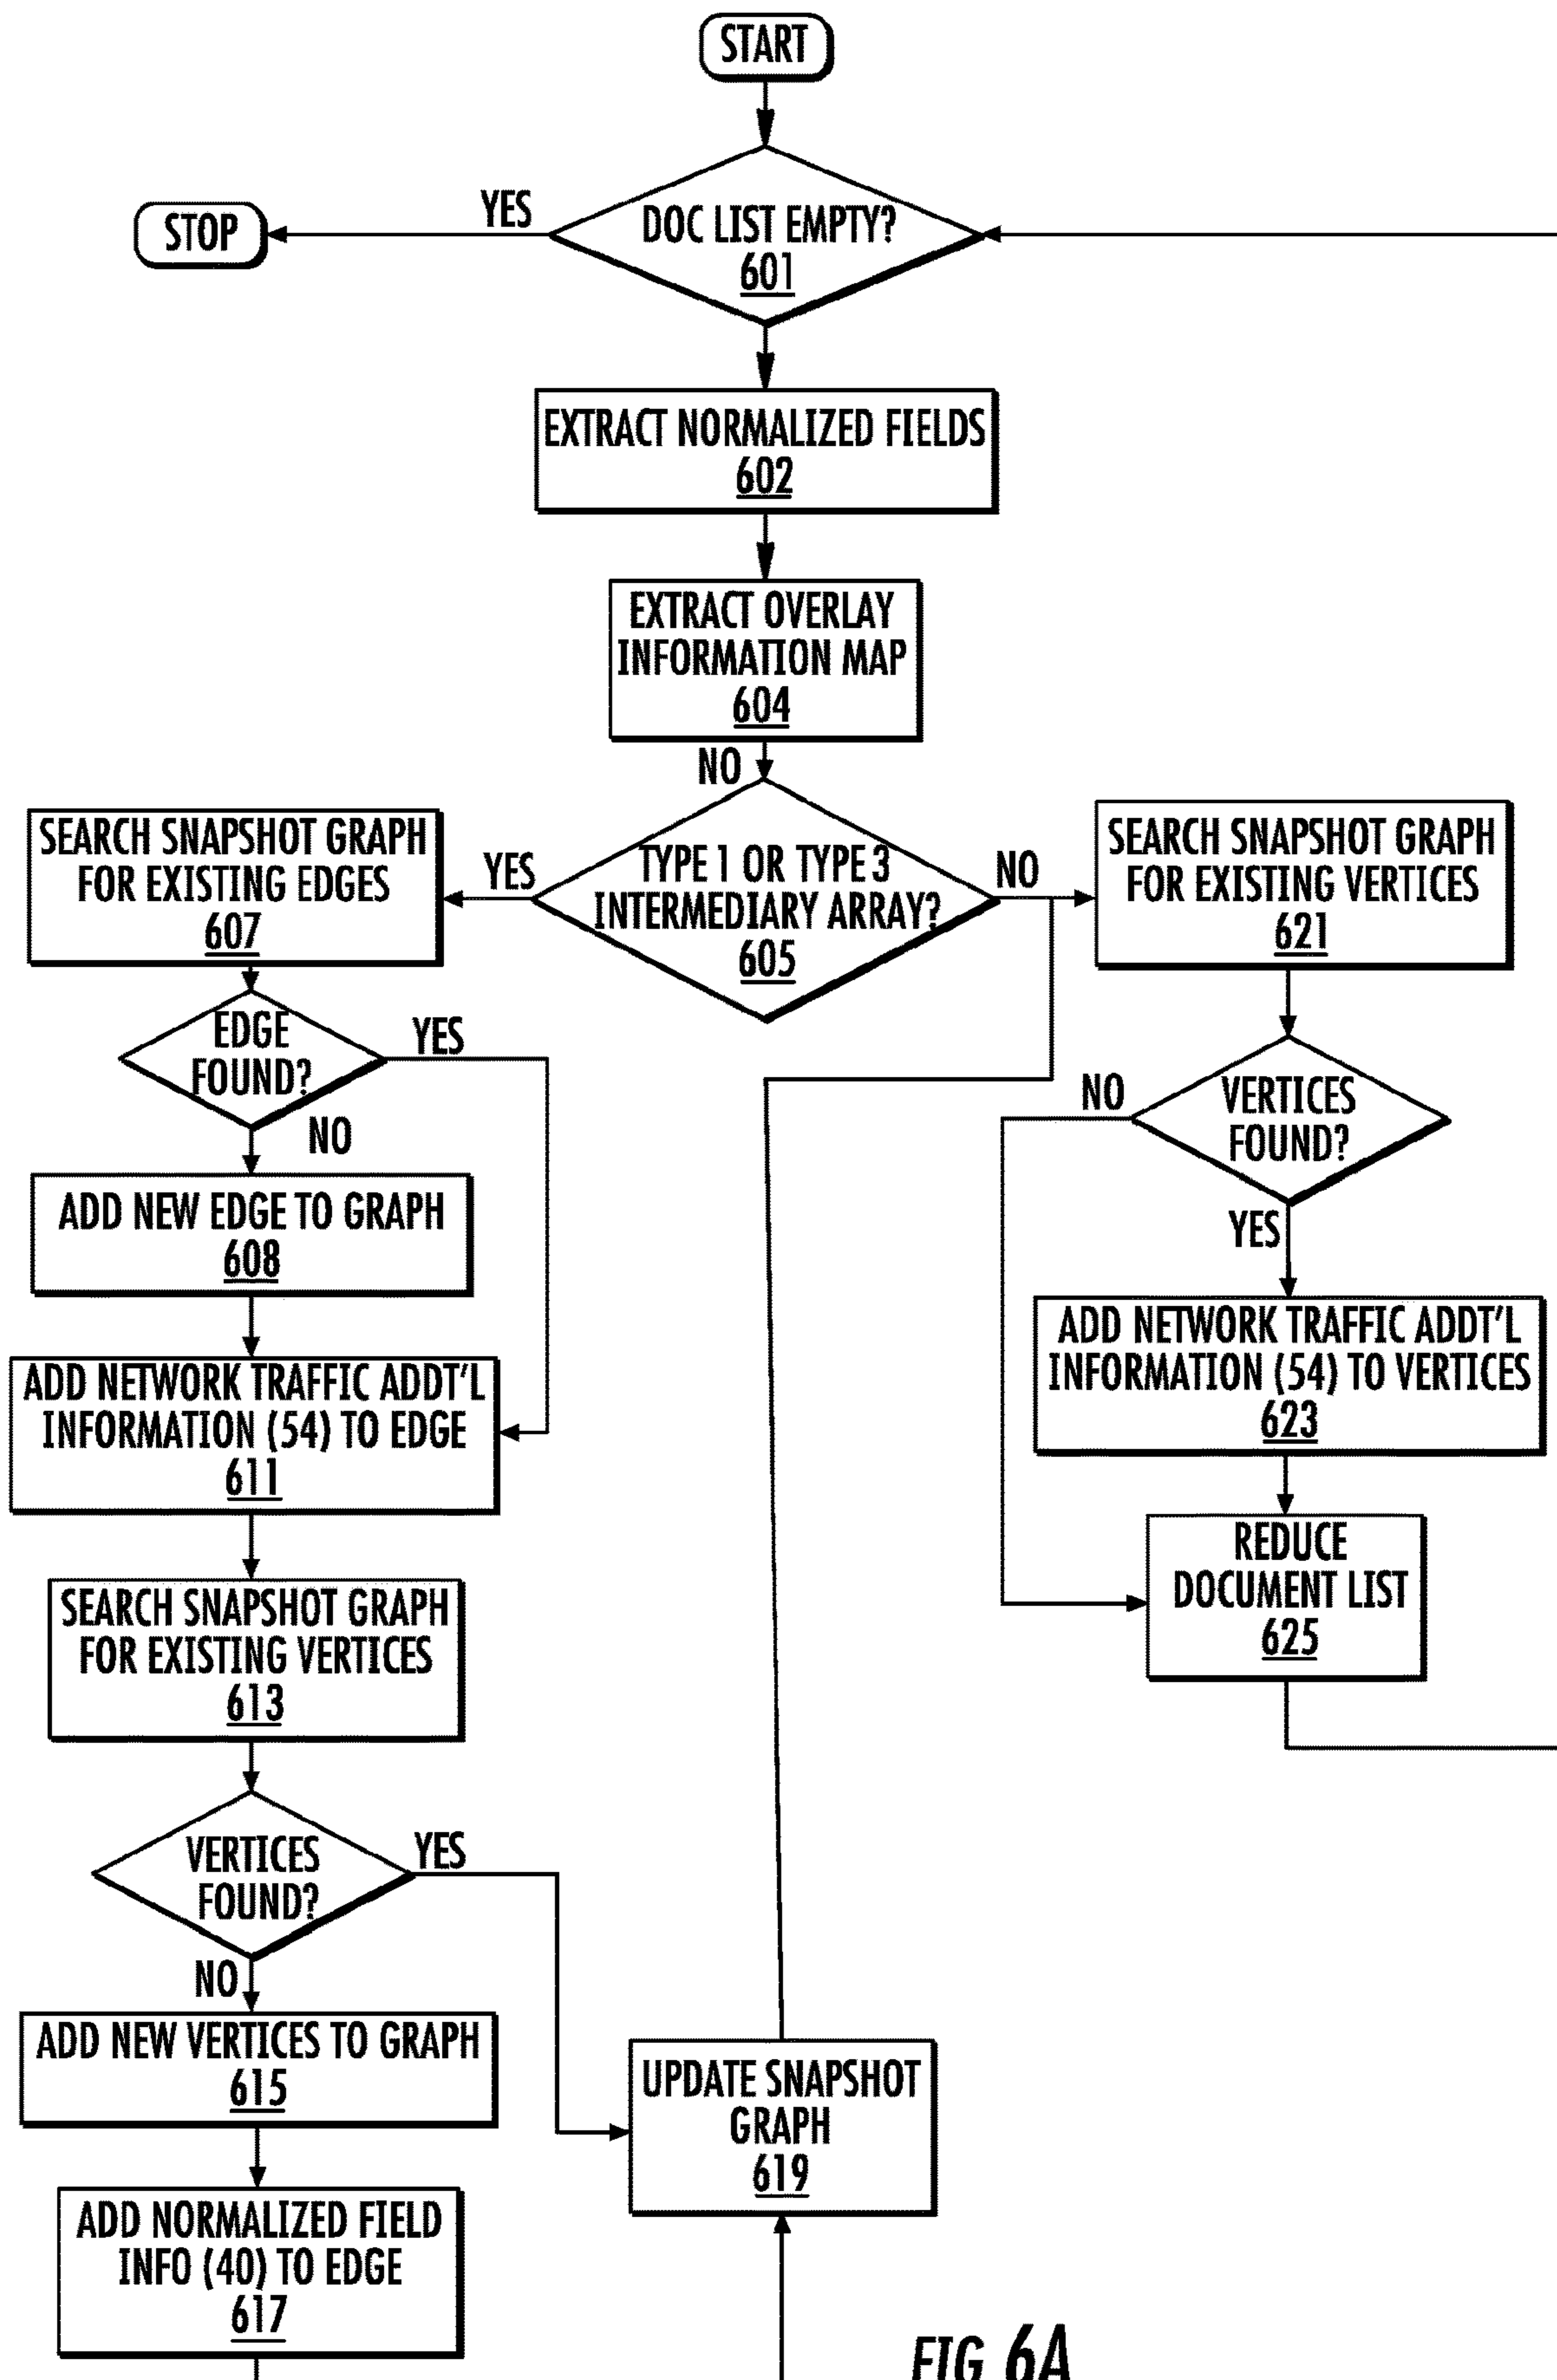 START
YES
STOP
DOC LIST EMPTY?
601
EXTRACT NORMALIZED FIELDS
602
EXTRACT OVERLAY
INFORMATION MAP
604
NO
SEARCH SNAPSHOT GRAPH
FOR EXISTING EDGES
607
YES
TYPE 1 OR TYPE 3
INTERMEDIARY ARRAY?
605
NO
SEARCH SNAPSHOT GRAPH
FOR EXISTING VERTICES
621
EDGE
FOUND?
YES
NO
NO
VERTICES
FOUND?
YES
ADD NEW EDGE TO GRAPH
608
ADD NETWORK TRAFFIC ADDT'L
INFORMATION (54) TO VERTICES
623
ADD NETWORK TRAFFIC ADDT'L
INFORMATION (54) TO EDGE
611
REDUCE
DOCUMENT LIST
625
SEARCH SNAPSHOT GRAPH
FOR EXISTING VERTICES
613
VERTICES
FOUND?
YES
NO
ADD NEW VERTICES TO GRAPH
615
UPDATE SNAPSHOT
GRAPH
619
ADD NORMALIZED FIELD
INFO (40) TO EDGE
617
FIG 6A